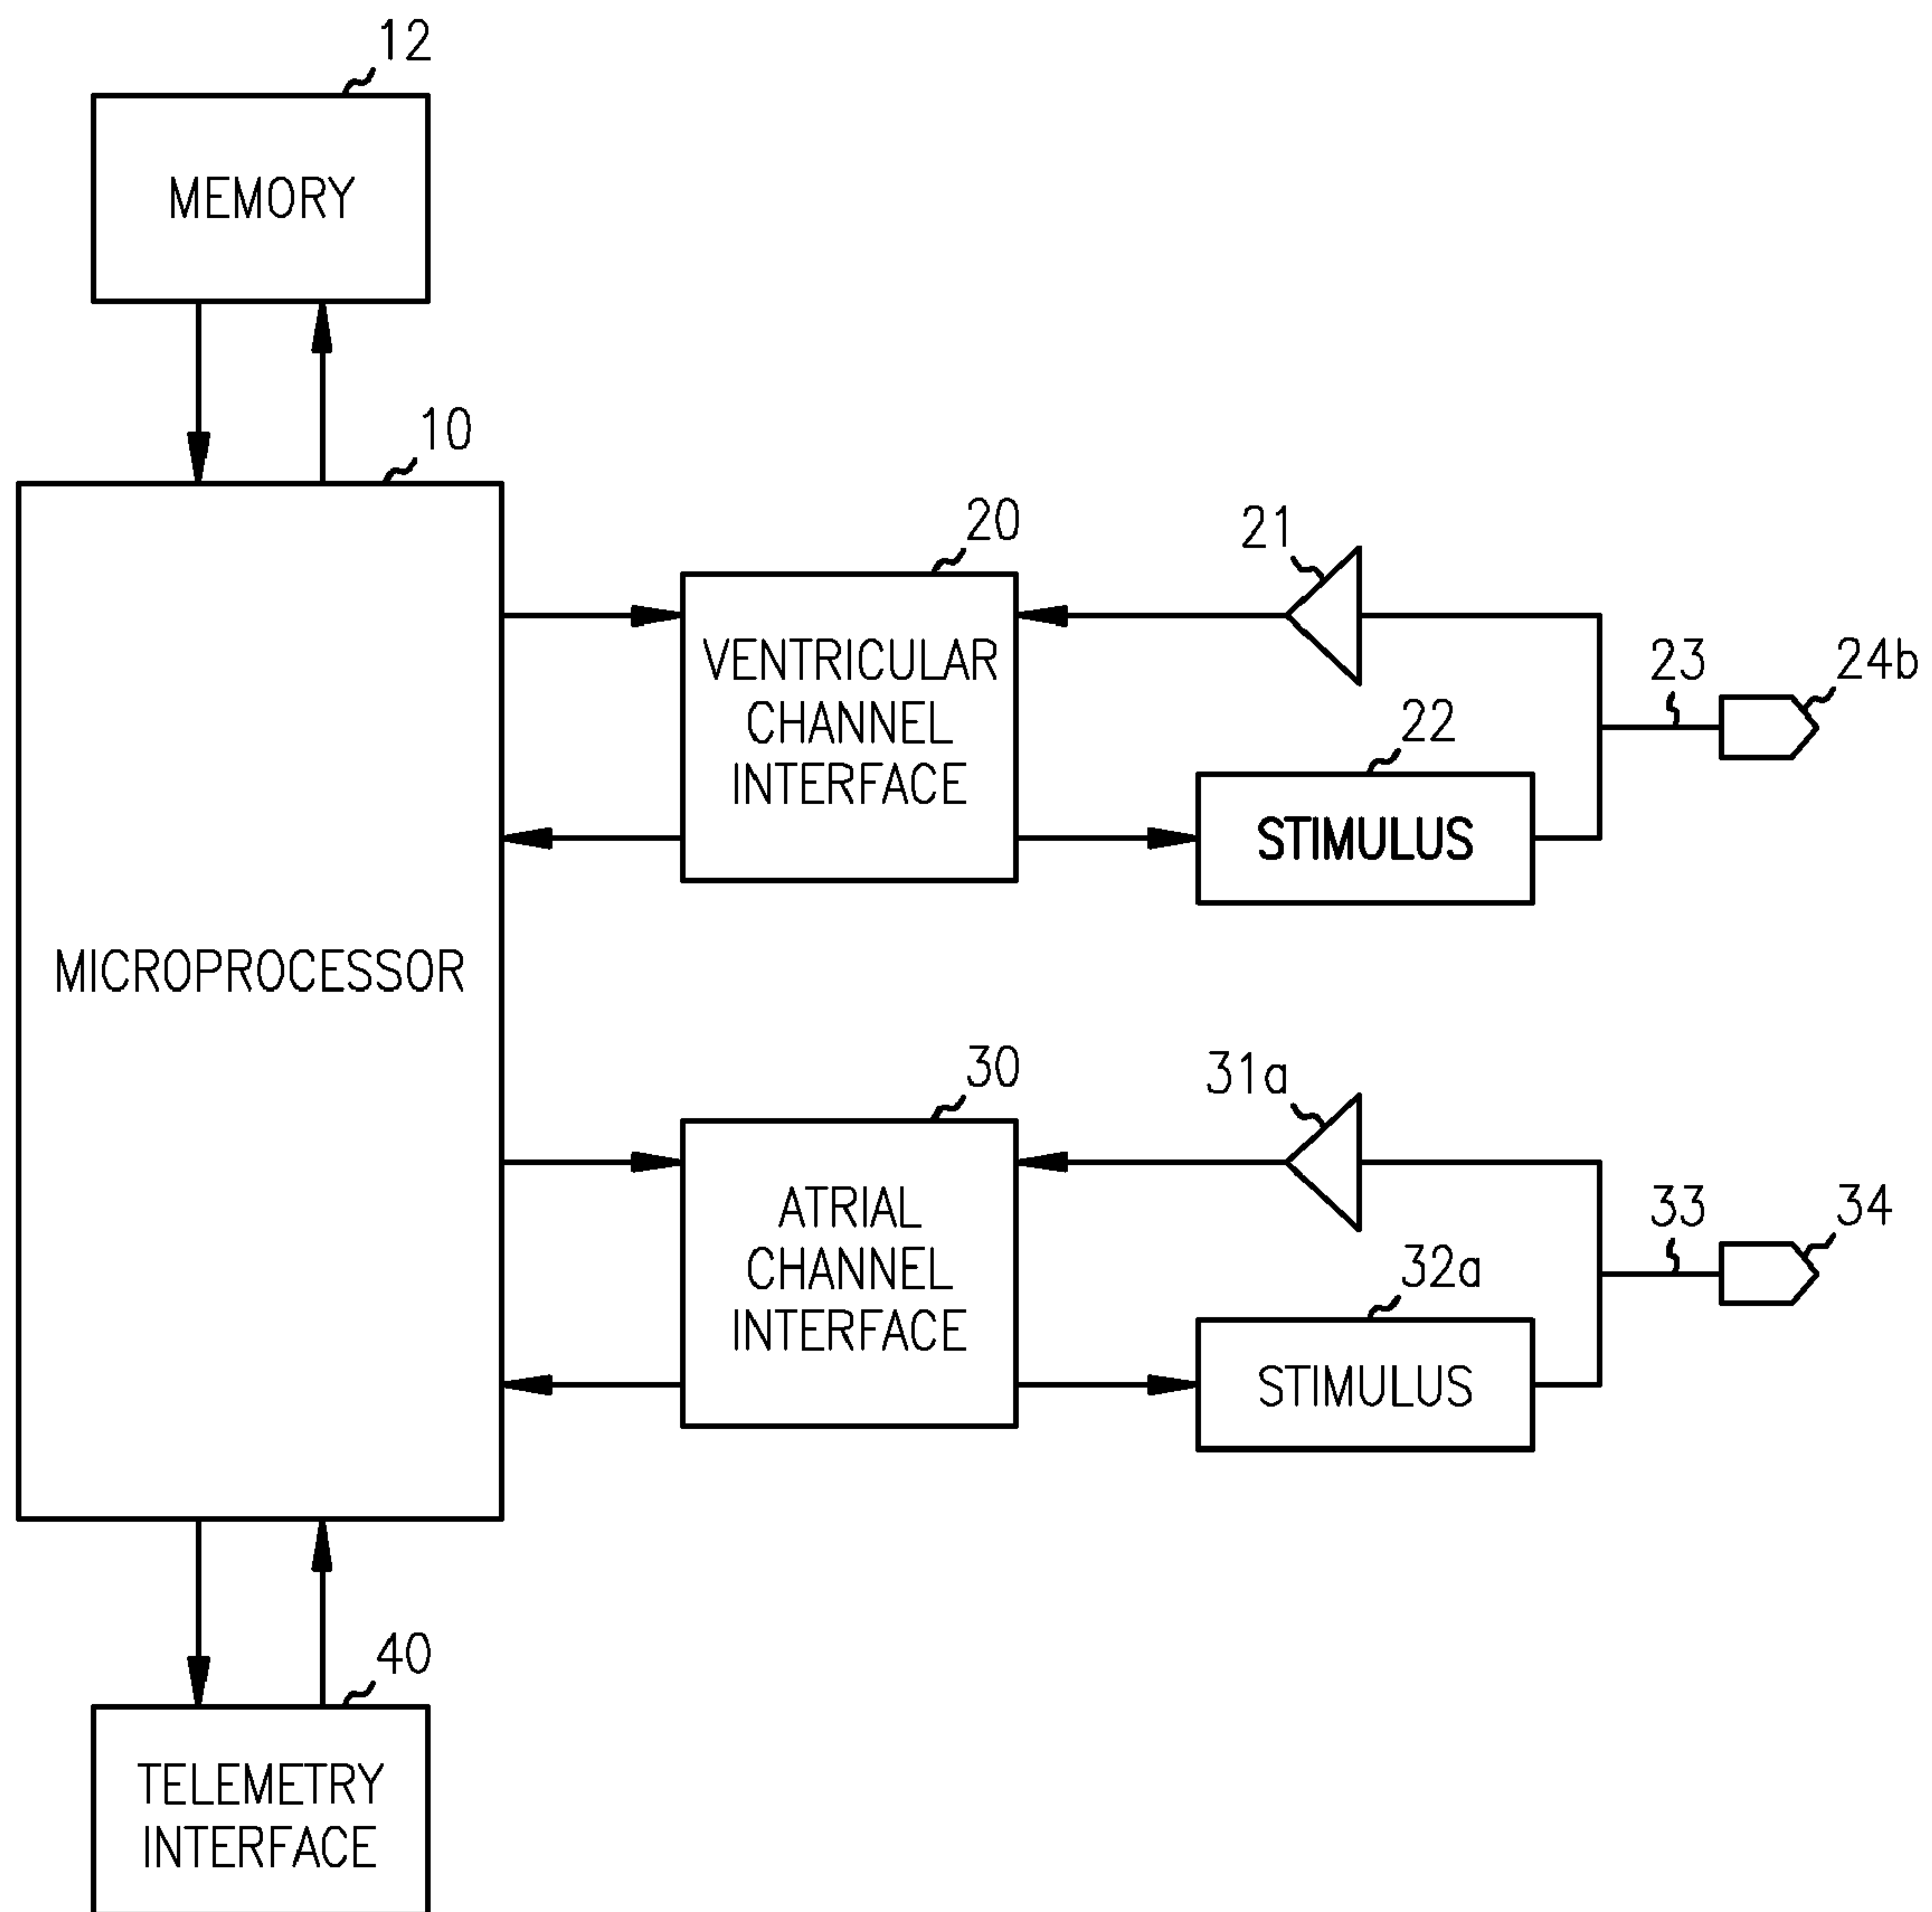 12
MEMORY
10
20
21
VENTRICULAR
CHANNEL
INTERFACE
23
24b
22
STIMULUS
MICROPROCESSOR
30
31a
ATRIAL
CHANNEL
INTERFACE
33
34
32a
STIMULUS
40
TELEMETRY
INTERFACE